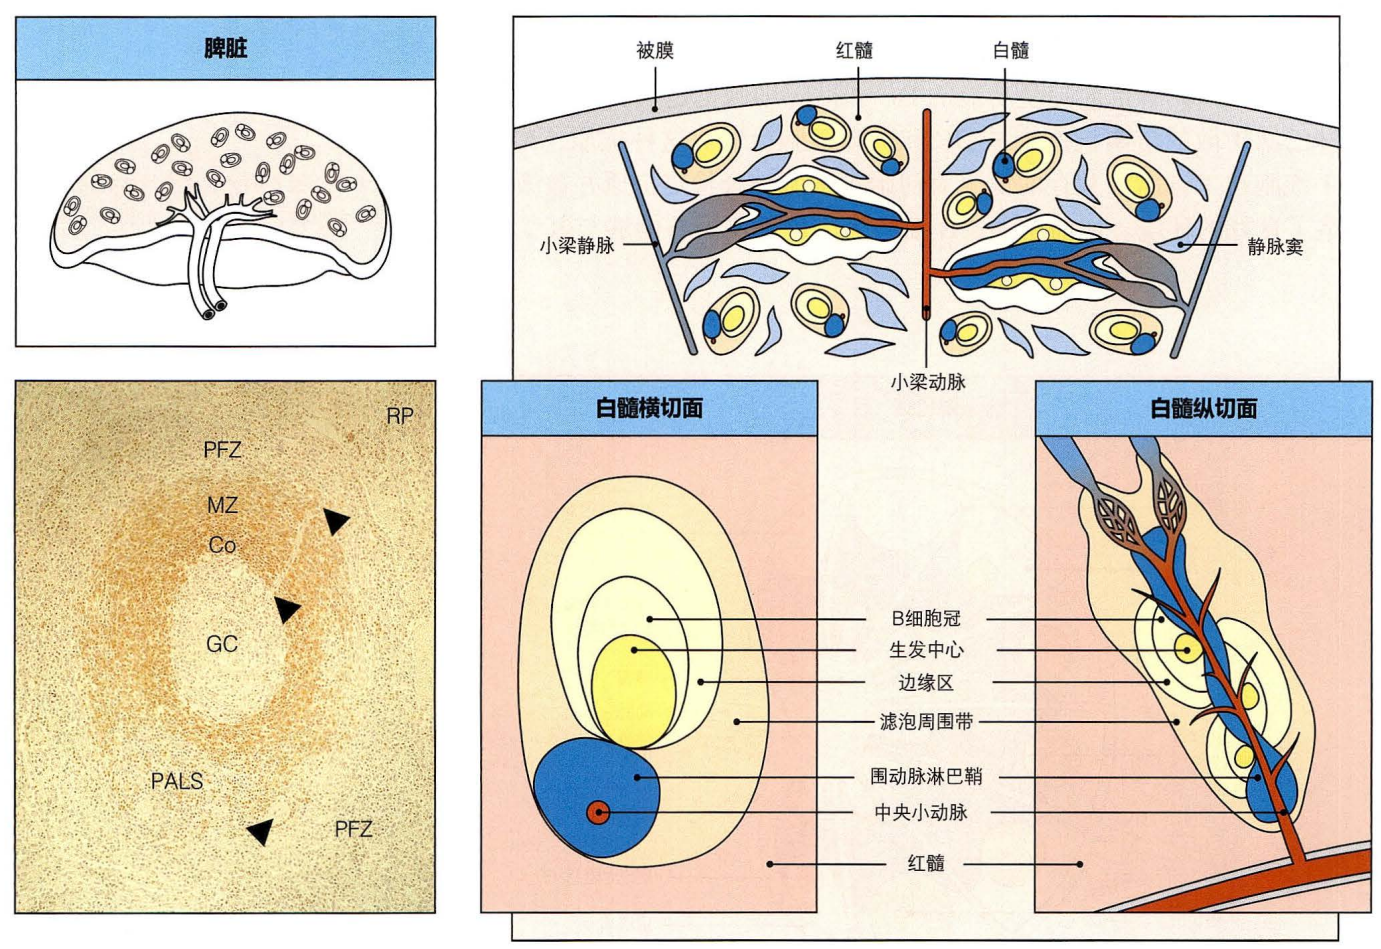 脾脏
被膜
红髓
白髓
小梁静脉
静脉窦
小梁动脉
RP
PFZ
MZ
Co
GC
PALS
PFZ
白髓横切面
白髓纵切面
B细胞冠
生发中心
边缘区
滤泡周围带
围动脉淋巴鞘
中央小动脉
红髓